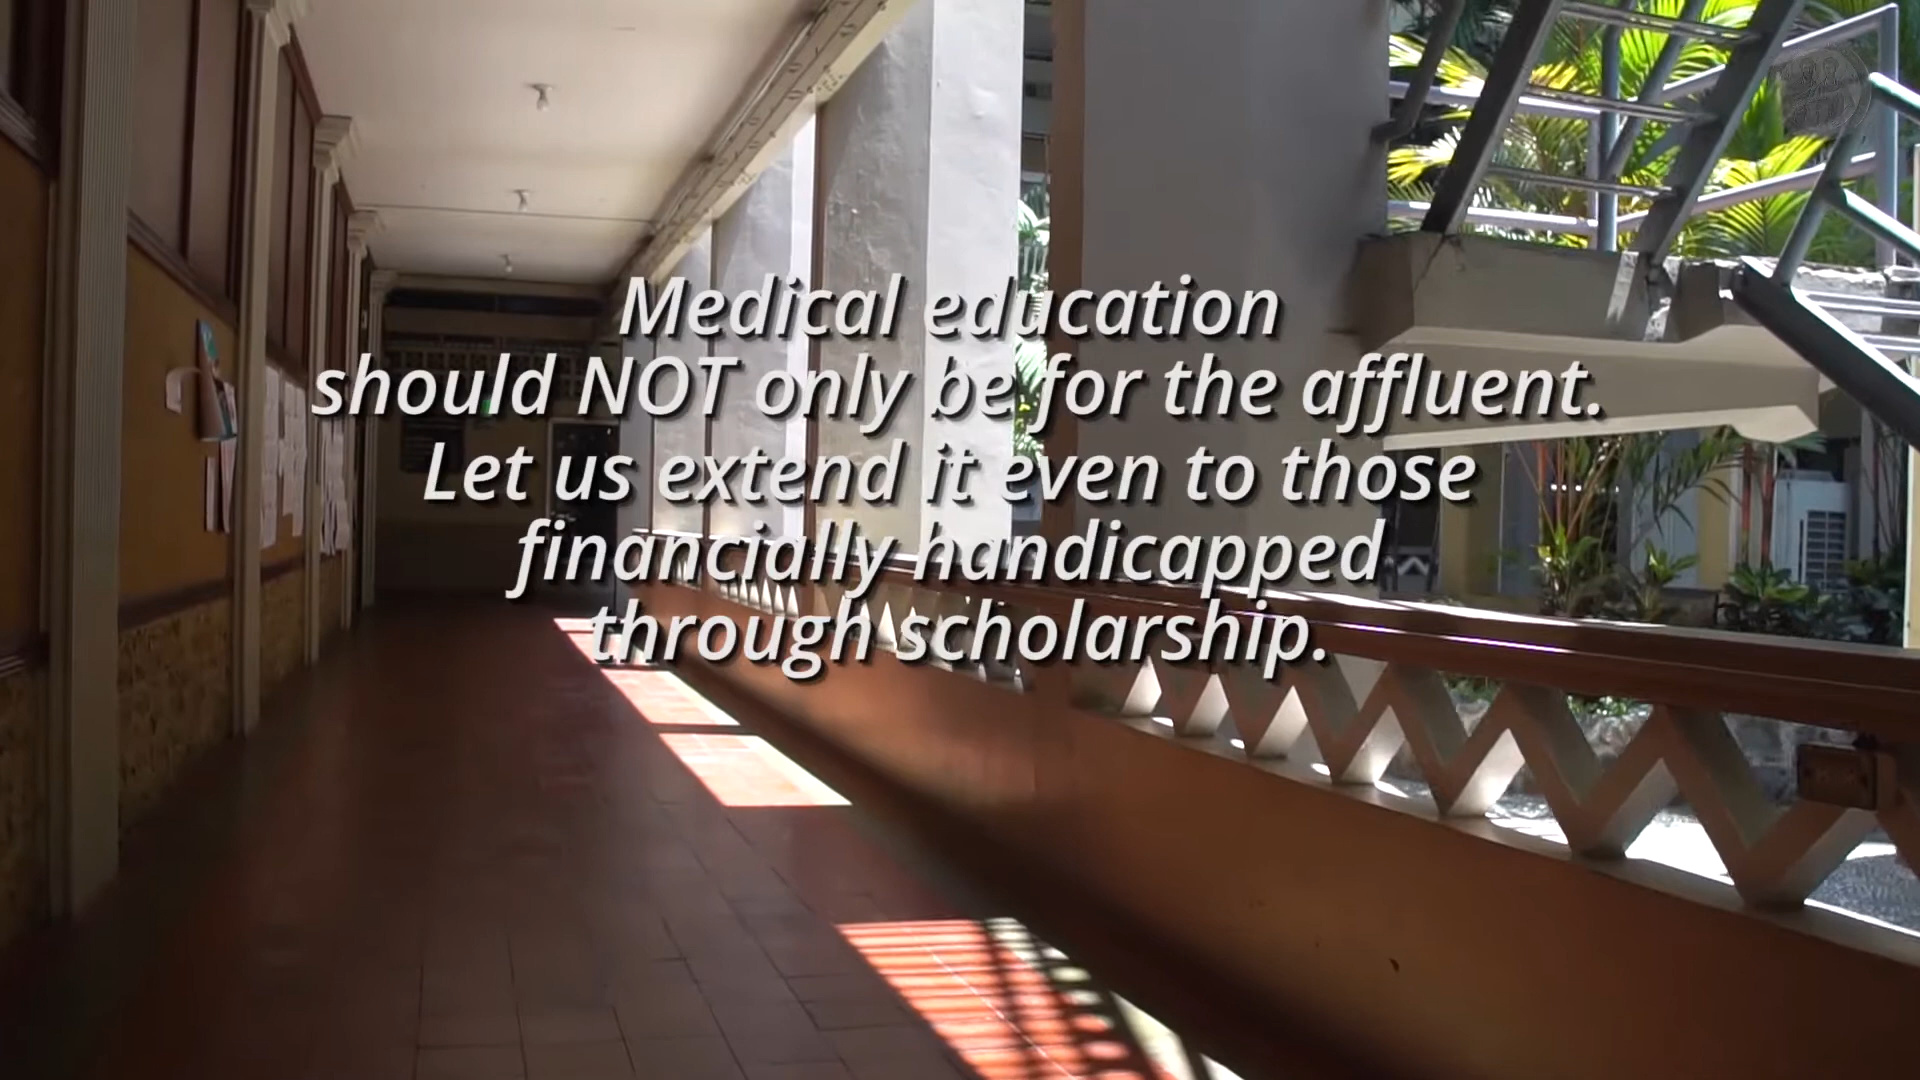 Medical education
should NOT only be for the affluent.
Let us extend it even to those
financially handicapped
through scholarship.